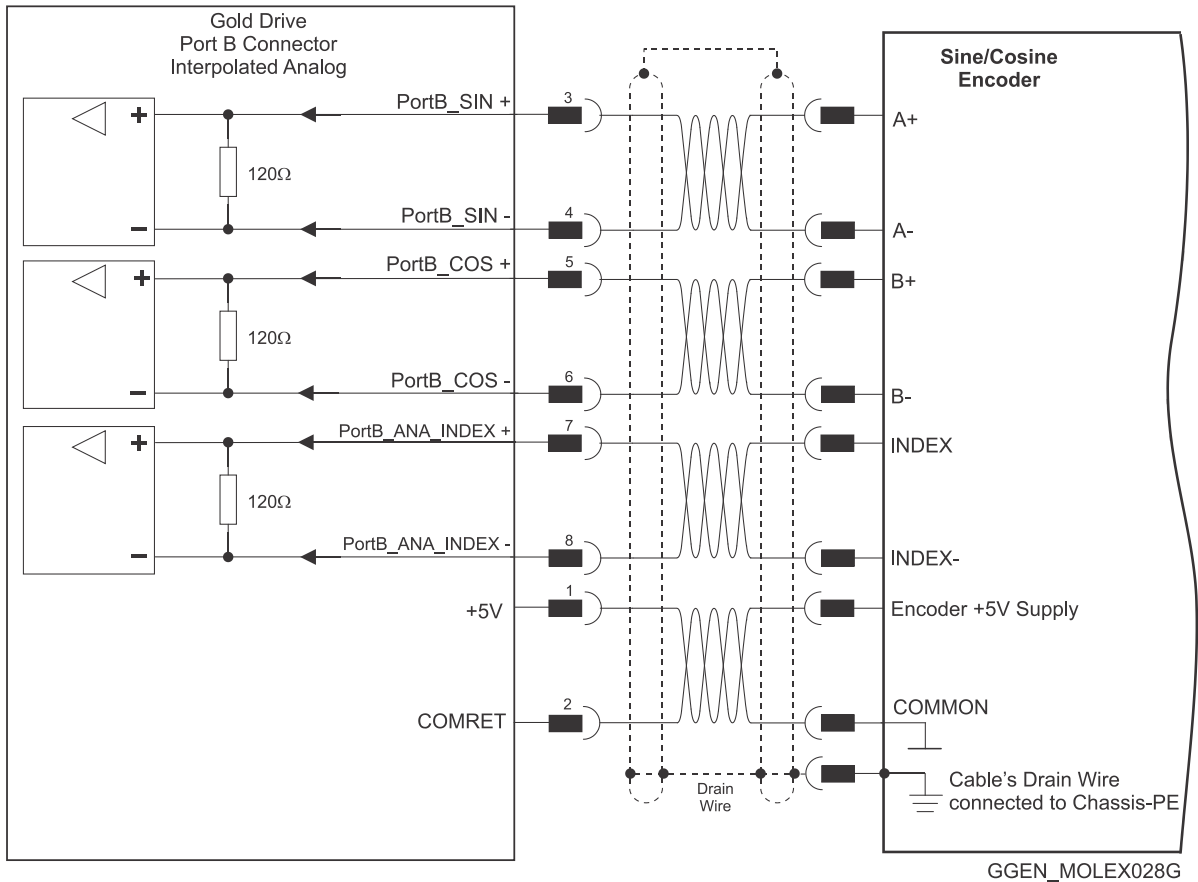 Gold Drive
Port B Connector
Interpolated Analog
Sine/Cosine
Encoder
+
PortB_SIN +
3
A+
120Ω
-
PortB_SIN -
4
A-
+
PortB_COS +
5
B+
120Ω
-
PortB_COS -
6
B-
+
PortB_ANA_INDEX +
7
INDEX
120Ω
-
PortB_ANA_INDEX -
8
INDEX-
+5V
1
Encoder +5V Supply
COMRET
2
COMMON
Drain
Wire
Cable's Drain Wire
connected to Chassis-PE
GGEN_MOLEX028G